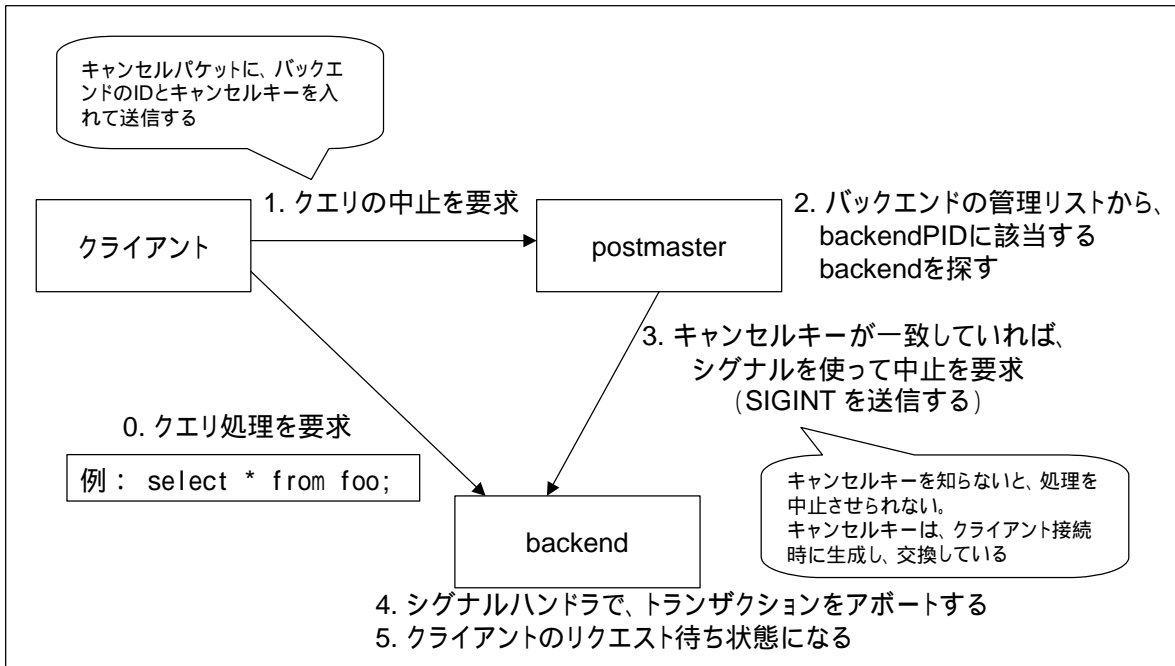 キャンセルパケットに、バックエ
ンドのIDとキャンセルキーを入
れて送信する
1. クエリの中止を要求
クライアント
postmaster
2. バックエンドの管理リストから、
backendPIDに該当する
backendを探す
3. キャンセルキーが一致していれば、
シグナルを使って中止を要求
（SIGINT を送信する）
0. クエリ処理を要求
例： select * from foo;
キャンセルキーを知らないと、処理を
中止させられない。
キャンセルキーは、クライアント接続
時に生成し、交換している
backend
4. シグナルハンドラで、トランザクションをアボートする
5. クライアントのリクエスト待ち状態になる